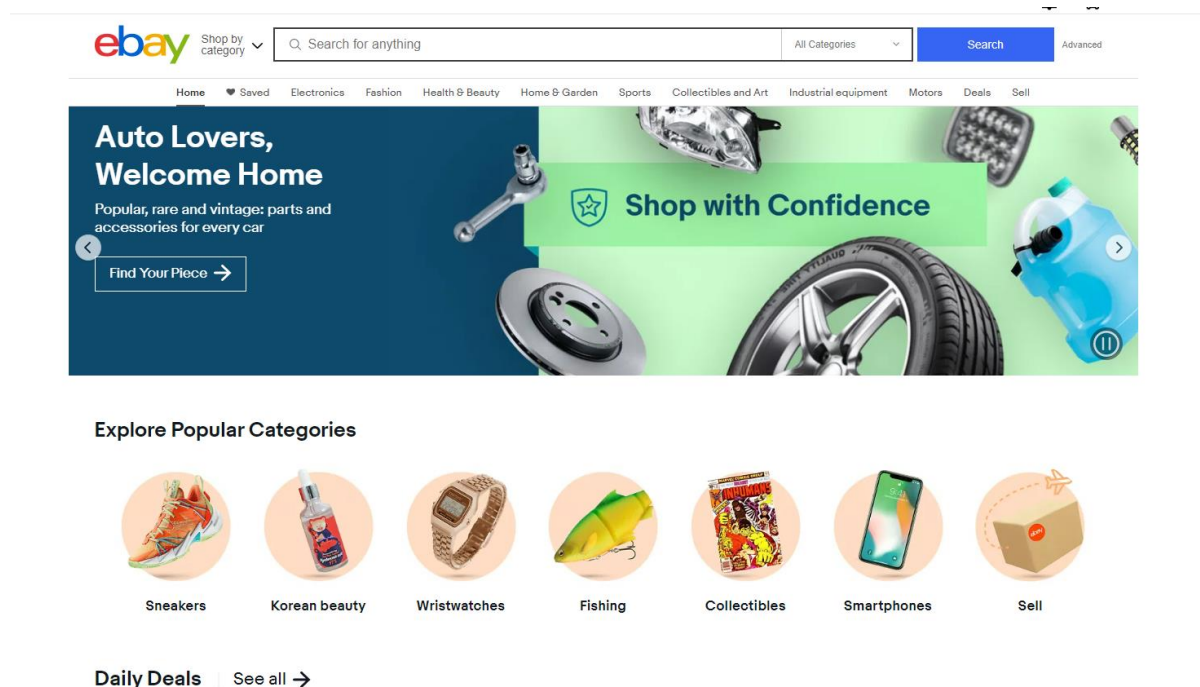 ebay
Shop by
category
Search for anything
All Categories
Search
Advanced
Home
Saved
Electronics
Fashion
Health & Beauty
Home & Garden
Sports
Collectibles and Art
Industrial equipment
Motors
Deals
Sell
Auto Lovers,
Welcome Home
Popular, rare and vintage: parts and
accessories for every car
Find Your Piece
Shop with Confidence
Explore Popular Categories
INHUMANS
ebay
Sneakers
Korean beauty
Wristwatches
Fishing
Collectibles
Smartphones
Sell
Daily Deals
See all